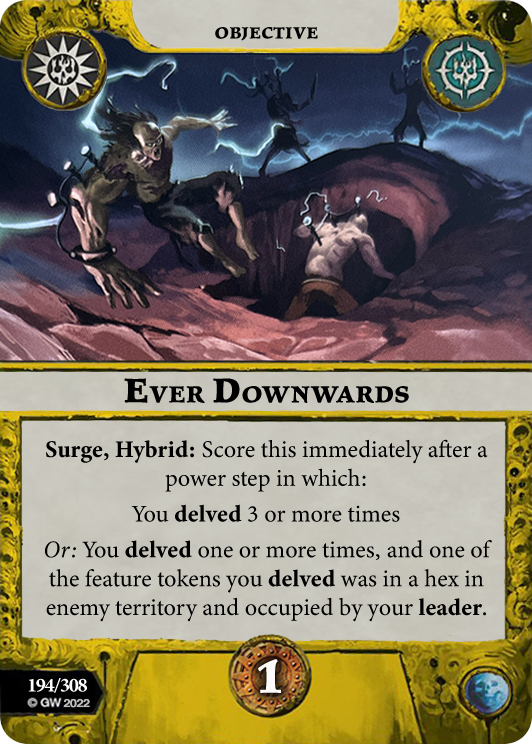 OBJECTIVE
EVER DOWNWARDS
Surge, Hybrid: Score this immediately after a
power step in which:
You delved 3 or more times
Or: You delved one or more times, and one of
the feature tokens you delved was in a hex in
enemy territory and occupied by your leader.
194/308
© GW 2022
1